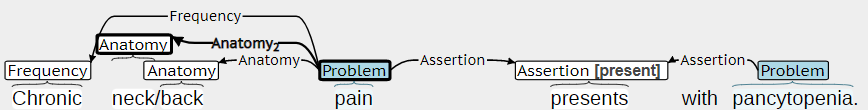 Frequency
Anatomy Anatomy₂
Frequency Anatomy Anatomy Problem Assertion Assertion [present] Assertion Problem
Chronic neck/back pain presents with pancytopenia.